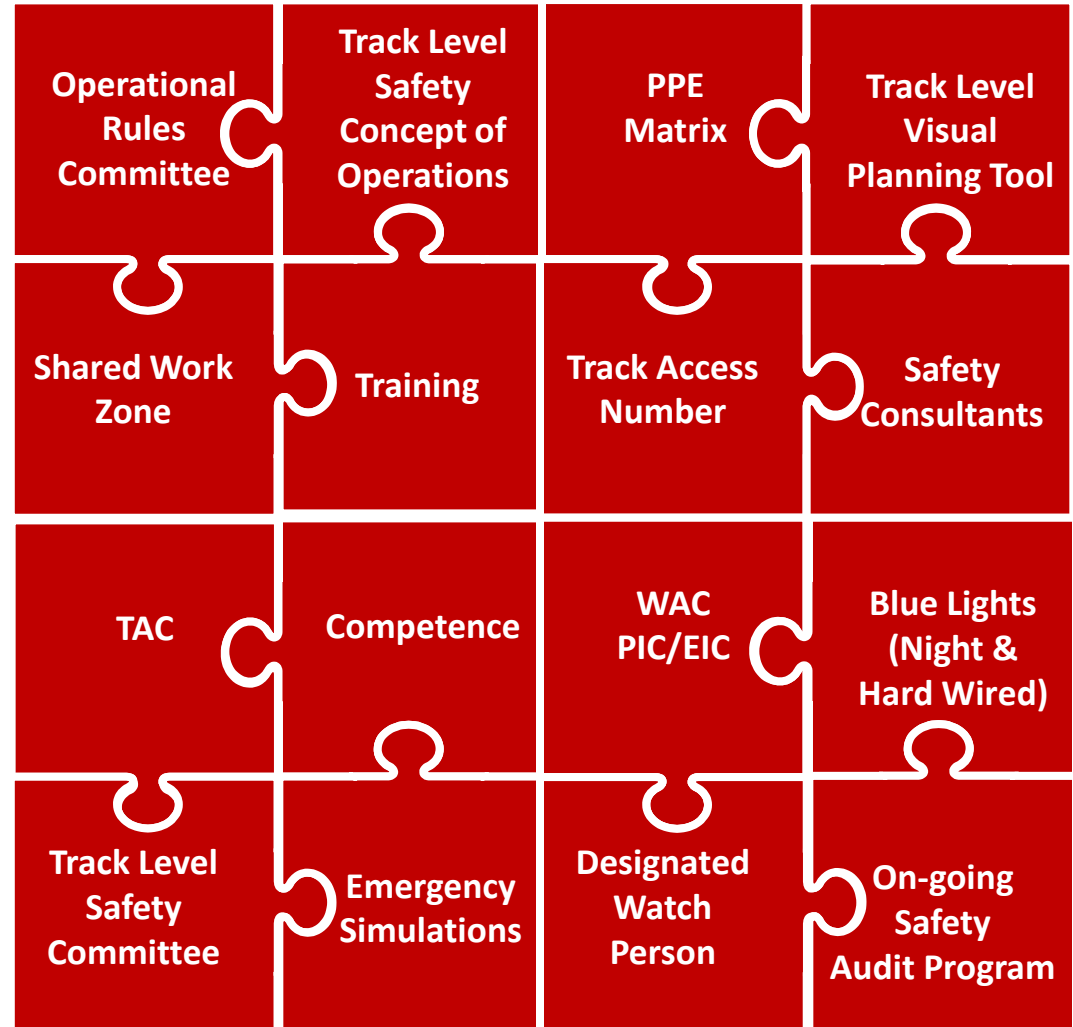 Operational
Rules
Committee
Track Level
Safety
Concept of
Operations
PPE
Matrix
Track Level
Visual
Planning Tool
Shared Work
Zone
Training
Track Access
Number
Safety
Consultants
TAC
Competence
WAC
PIC/EIC
Blue Lights
(Night &
Hard Wired)
Track Level
Safety
Committee
Emergency
Simulations
Designated
Watch
Person
On-going
Safety
Audit Program